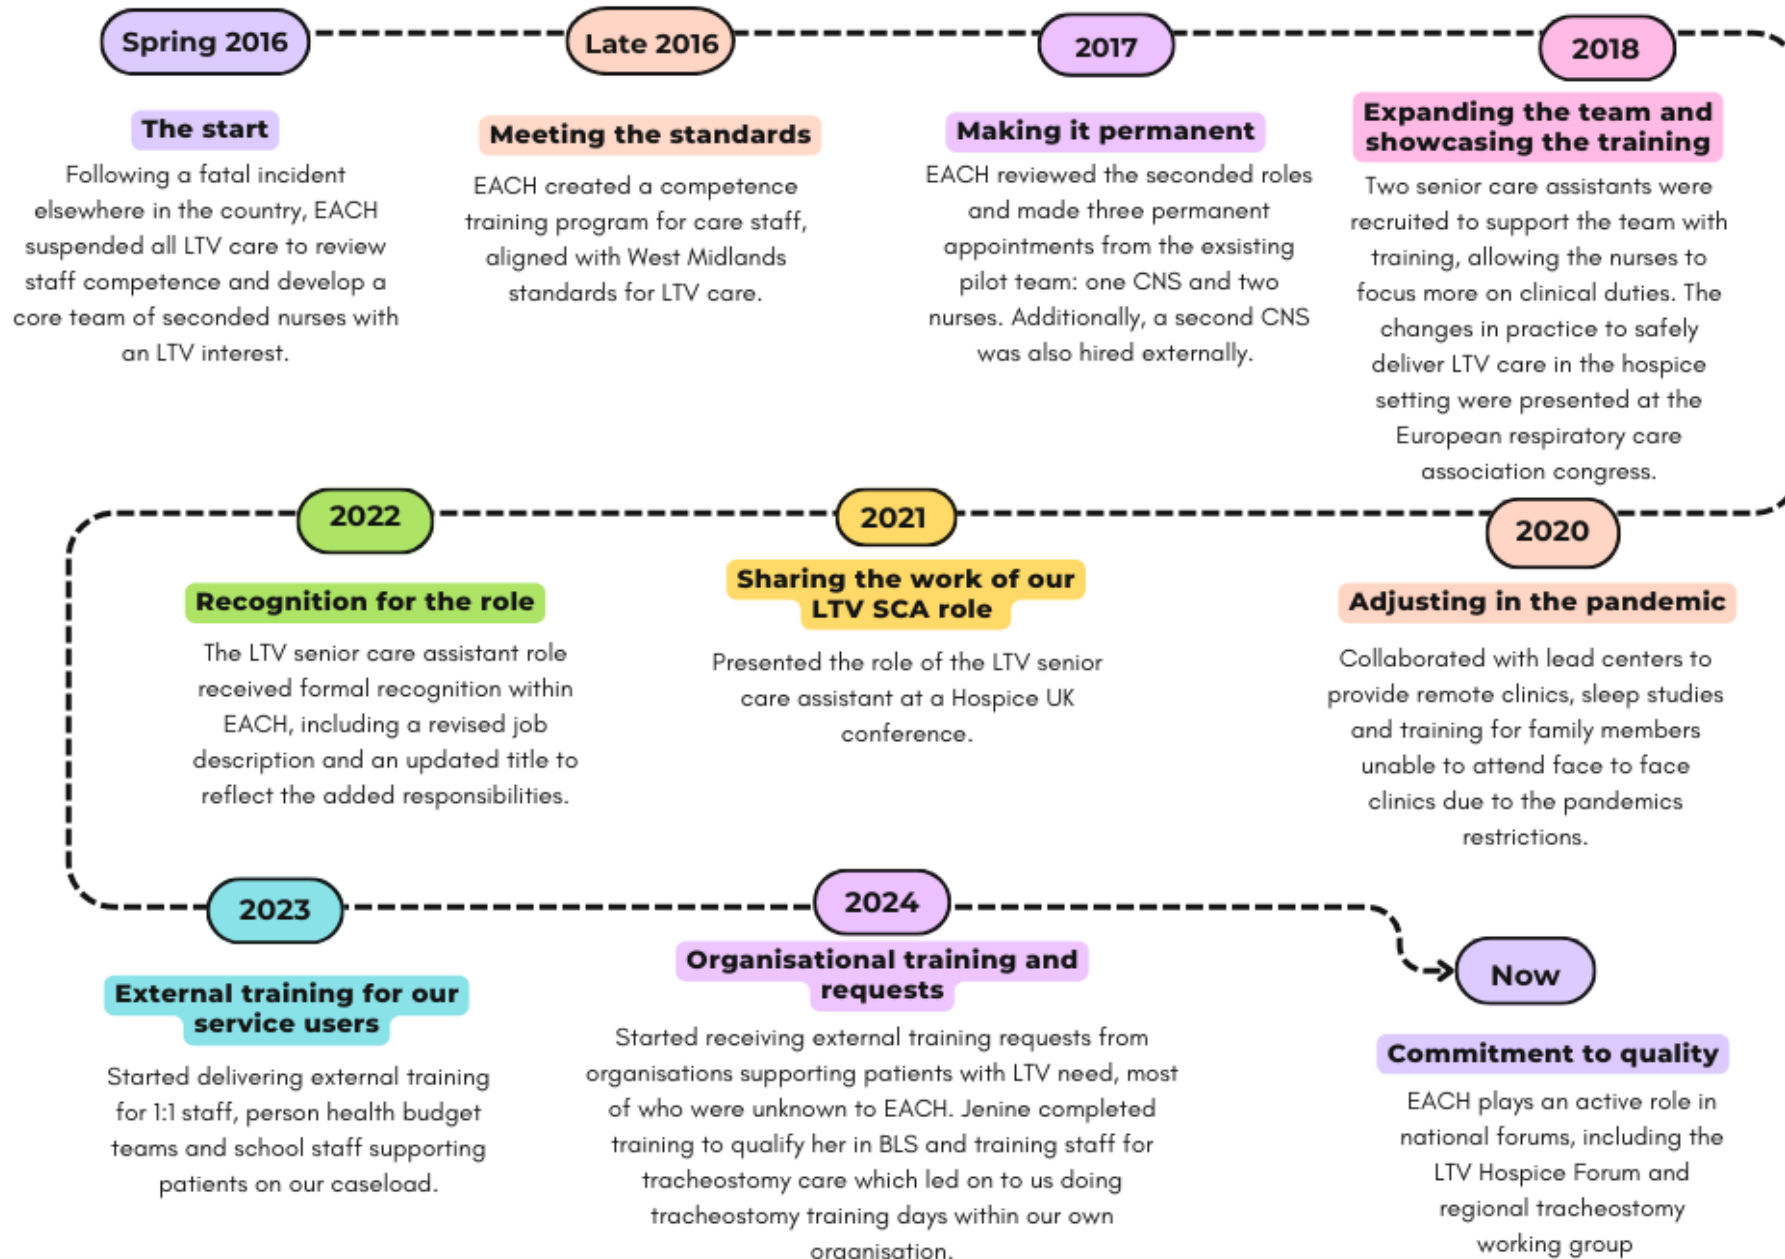 Spring 2016
The start
Following a fatal incident
elsewhere in the country, EACH
suspended all LTV care to review
staff competence and develop a
core team of seconded nurses with
an LTV interest.
Late 2016
Meeting the standards
EACH created a competence
training program for care staff,
aligned with West Midlands
standards for LTV care.
2017
Making it permanent
EACH reviewed the seconded roles
and made three permanent
appointments from the exsisting
pilot team: one CNS and two
nurses. Additionally, a second CNS
was also hired externally.
2018
Expanding the team and
showcasing the training
Two senior care assistants were
recruited to support the team with
training, allowing the nurses to
focus more on clinical duties. The
changes in practice to safely
deliver LTV care in the hospice
setting were presented at the
European respiratory care
association congress.
2020
Adjusting in the pandemic
Collaborated with lead centers to
provide remote clinics, sleep studies
and training for family members
unable to attend face to face
clinics due to the pandemics
restrictions.
2021
Sharing the work of our
LTV SCA role
Presented the role of the LTV senior
care assistant at a Hospice UK
conference.
2022
Recognition for the role
The LTV senior care assistant role
received formal recognition within
EACH, including a revised job
description and an updated title to
reflect the added responsibilities.
2023
External training for our
service users
Started delivering external training
for 1:1 staff, person health budget
teams and school staff supporting
patients on our caseload.
2024
Organisational training and
requests
Started receiving external training requests from
organisations supporting patients with LTV need, most
of who were unknown to EACH. Jenine completed
training to qualify her in BLS and training staff for
tracheostomy care which led on to us doing
tracheostomy training days within our own
organisation.
Now
Commitment to quality
EACH plays an active role in
national forums, including the
LTV Hospice Forum and
regional tracheostomy
working group